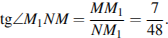 tg∠M₁NM = MM₁/NM₁ = 7/48.